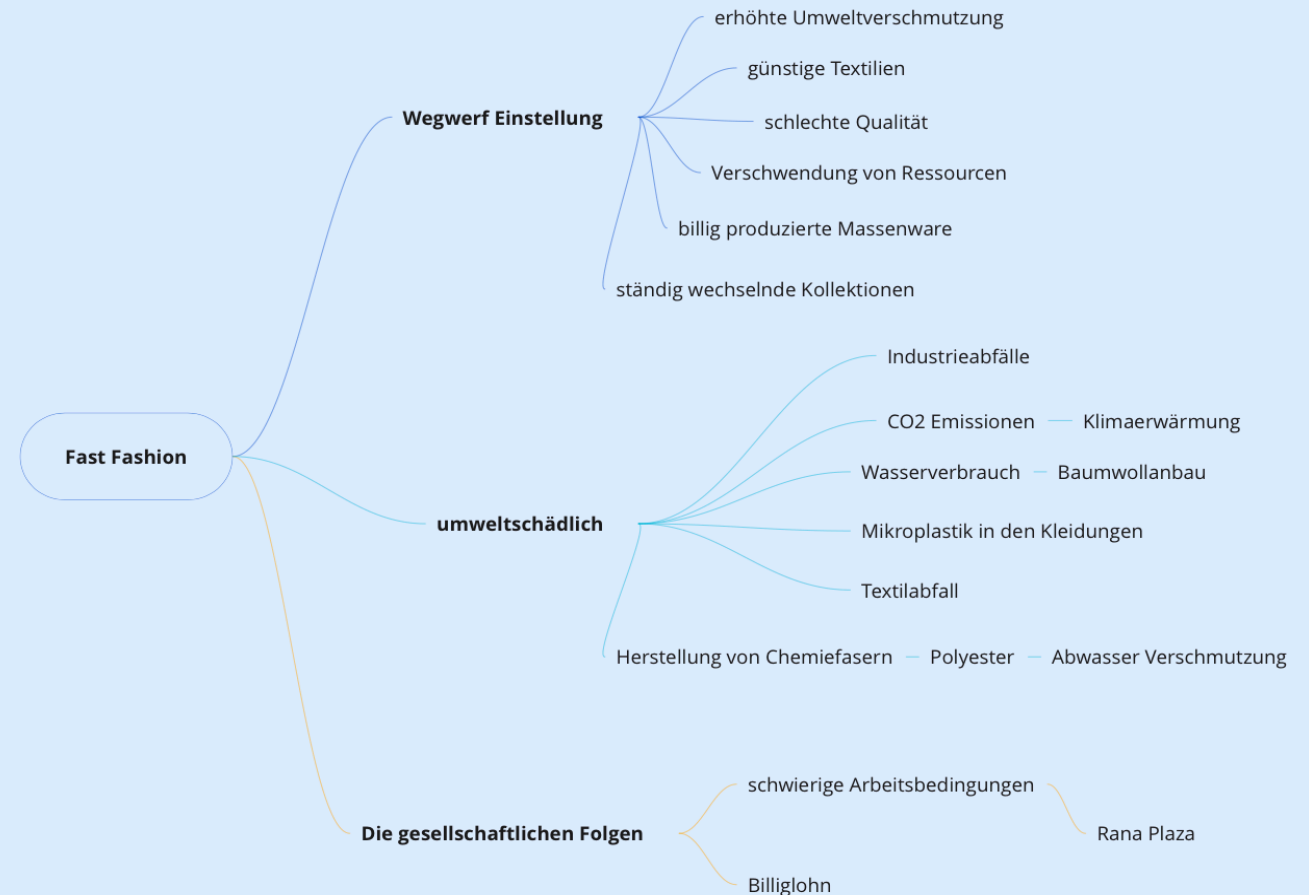 Fast Fashion
Wegwerf Einstellung
erhöhte Umweltverschmutzung
günstige Textilien
schlechte Qualität
Verschwendung von Ressourcen
billig produzierte Massenware
ständig wechselnde Kollektionen
umweltschädlich
Industrieabfälle
CO2 Emissionen
Klimaerwärmung
Wasserverbrauch
Baumwollanbau
Mikroplastik in den Kleidungen
Textilabfall
Herstellung von Chemiefasern
Polyester
Abwasser Verschmutzung
Die gesellschaftlichen Folgen
schwierige Arbeitsbedingungen
Rana Plaza
Billiglohn